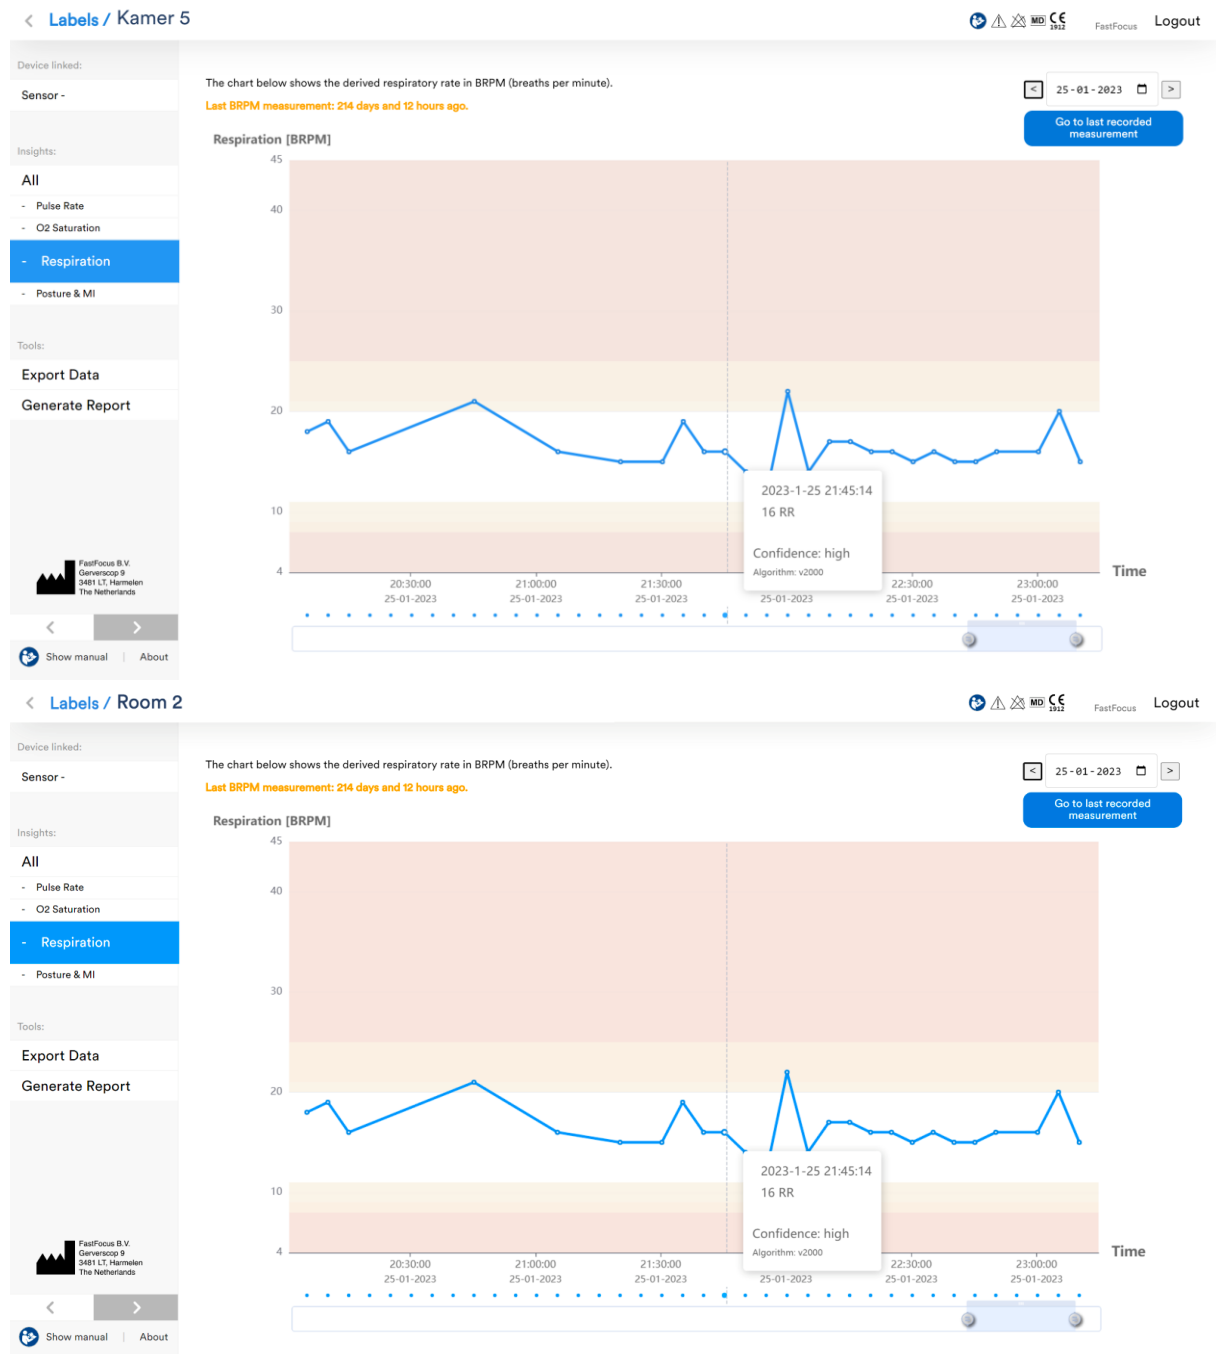 Labels / Kamer 5
MD CE 1912 FastFocus Logout
Device linked:
Sensor -
Insights:
All
- Pulse Rate
- O2 Saturation
- Respiration
- Posture & MI
Tools:
Export Data
Generate Report
FastFocus B.V.
Gerverscop 9
3481 LT, Harmelen
The Netherlands
Show manual | About
The chart below shows the derived respiratory rate in BRPM (breaths per minute).
Last BRPM measurement: 214 days and 12 hours ago.
< 25-01-2023 >
Go to last recorded
measurement
Respiration [BRPM]
45
40
30
20
10
4
2023-1-25 21:45:14
16 RR
Confidence: high
Algorithm: v2000
Time
20:30:00 21:00:00 21:30:00 22:30:00 23:00:00
25-01-2023 25-01-2023 25-01-2023 25-01-2023 25-01-2023 25-01-2023
Labels / Room 2
MD CE 1912 FastFocus Logout
Device linked:
Sensor -
Insights:
All
- Pulse Rate
- O2 Saturation
- Respiration
- Posture & MI
Tools:
Export Data
Generate Report
FastFocus B.V.
Gerverscop 9
3481 LT, Harmelen
The Netherlands
Show manual | About
The chart below shows the derived respiratory rate in BRPM (breaths per minute).
Last BRPM measurement: 214 days and 12 hours ago.
< 25-01-2023 >
Go to last recorded
measurement
Respiration [BRPM]
45
40
30
20
10
4
2023-1-25 21:45:14
16 RR
Confidence: high
Algorithm: v2000
Time
20:30:00 21:00:00 21:30:00 22:30:00 23:00:00
25-01-2023 25-01-2023 25-01-2023 25-01-2023 25-01-2023 25-01-2023